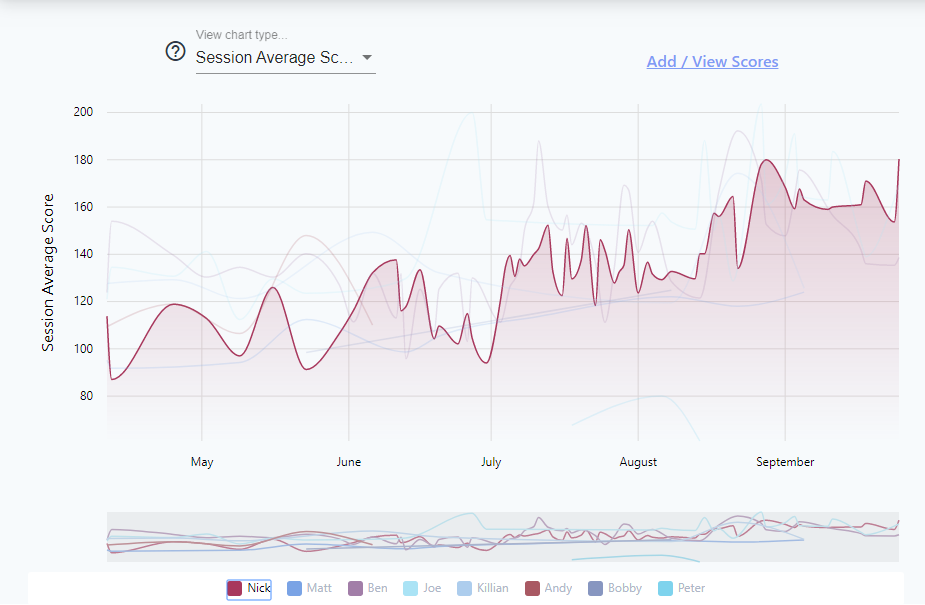 View chart type...
? Session Average Sc...
Add / View Scores
200
180
160
140
120
100
80
Session Average Score
May June July August September
Nick Matt Ben Joe Killian Andy Bobby Peter